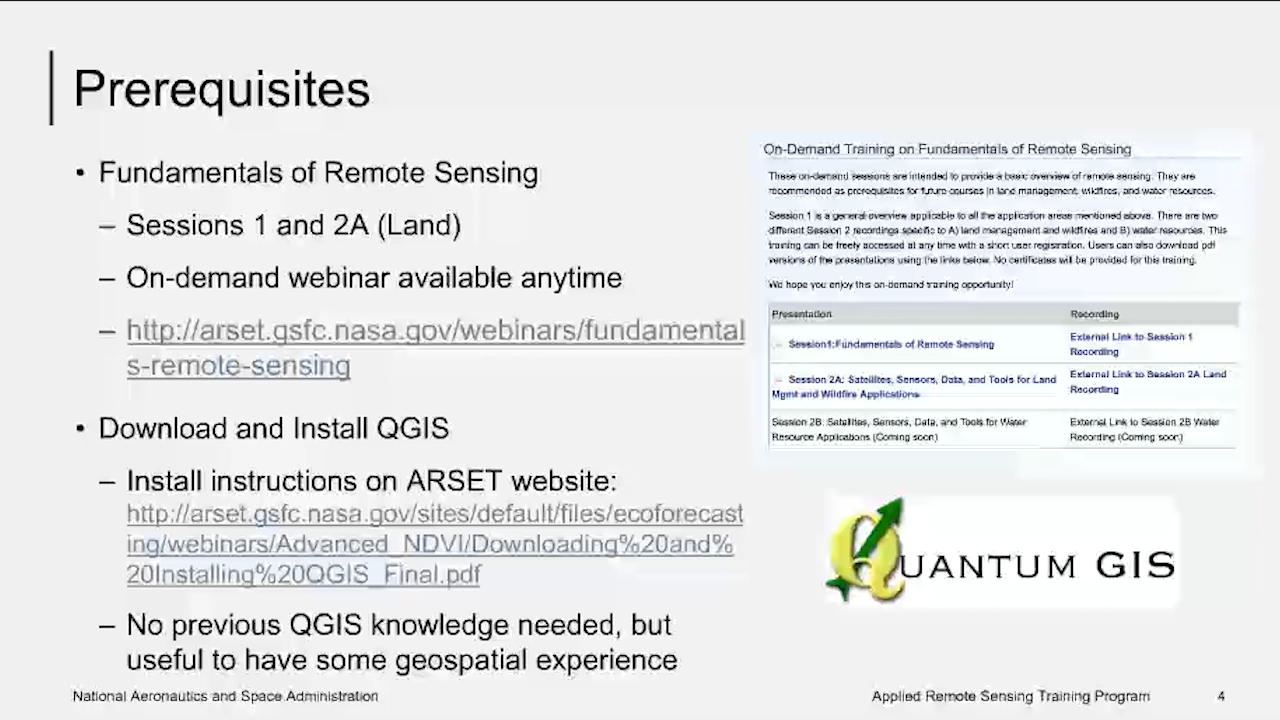 Prerequisites
• Fundamentals of Remote Sensing
– Sessions 1 and 2A (Land)
– On-demand webinar available anytime
– http://arset.gsfc.nasa.gov/webinars/fundamental
s-remote-sensing
• Download and Install QGIS
– Install instructions on ARSET website:
http://arset.gsfc.nasa.gov/sites/default/files/ecoforecast
ing/webinars/Advanced_NDVI/Downloading%20and%
20Installing%20QGIS_Final.pdf
– No previous QGIS knowledge needed, but
useful to have some geospatial experience
On-Demand Training on Fundamentals of Remote Sensing
These on-demand sessions are intended to provide a basic overview of remote sensing. They are
recommended as prerequisites for future courses in land management, wildfires, and water resources.
Session 1 is a general overview applicable to all the application areas mentioned above. There are two
different Session 2 recordings specific to A) land management and wildfires and B) water resources. This
training can be freely accessed at any time with a short user registration. Users can also download pdf
versions of the presentations using the links below. No certificates will be provided for this training.
We hope you enjoy this on-demand training opportunity!
Presentation Recording
Session1:Fundamentals of Remote Sensing
External Link to Session 1
Recording
Session 2A: Satellites, Sensors, Data, and Tools for Land
Mgmt and Wildfire Applications
External Link to Session 2A Land
Recording
Session 2B: Satellites, Sensors, Data, and Tools for Water
Resource Applications (Coming soon)
External Link to Session 2B Water
Recording (Coming soon)
QUANTUM GIS
National Aeronautics and Space Administration
Applied Remote Sensing Training Program
4